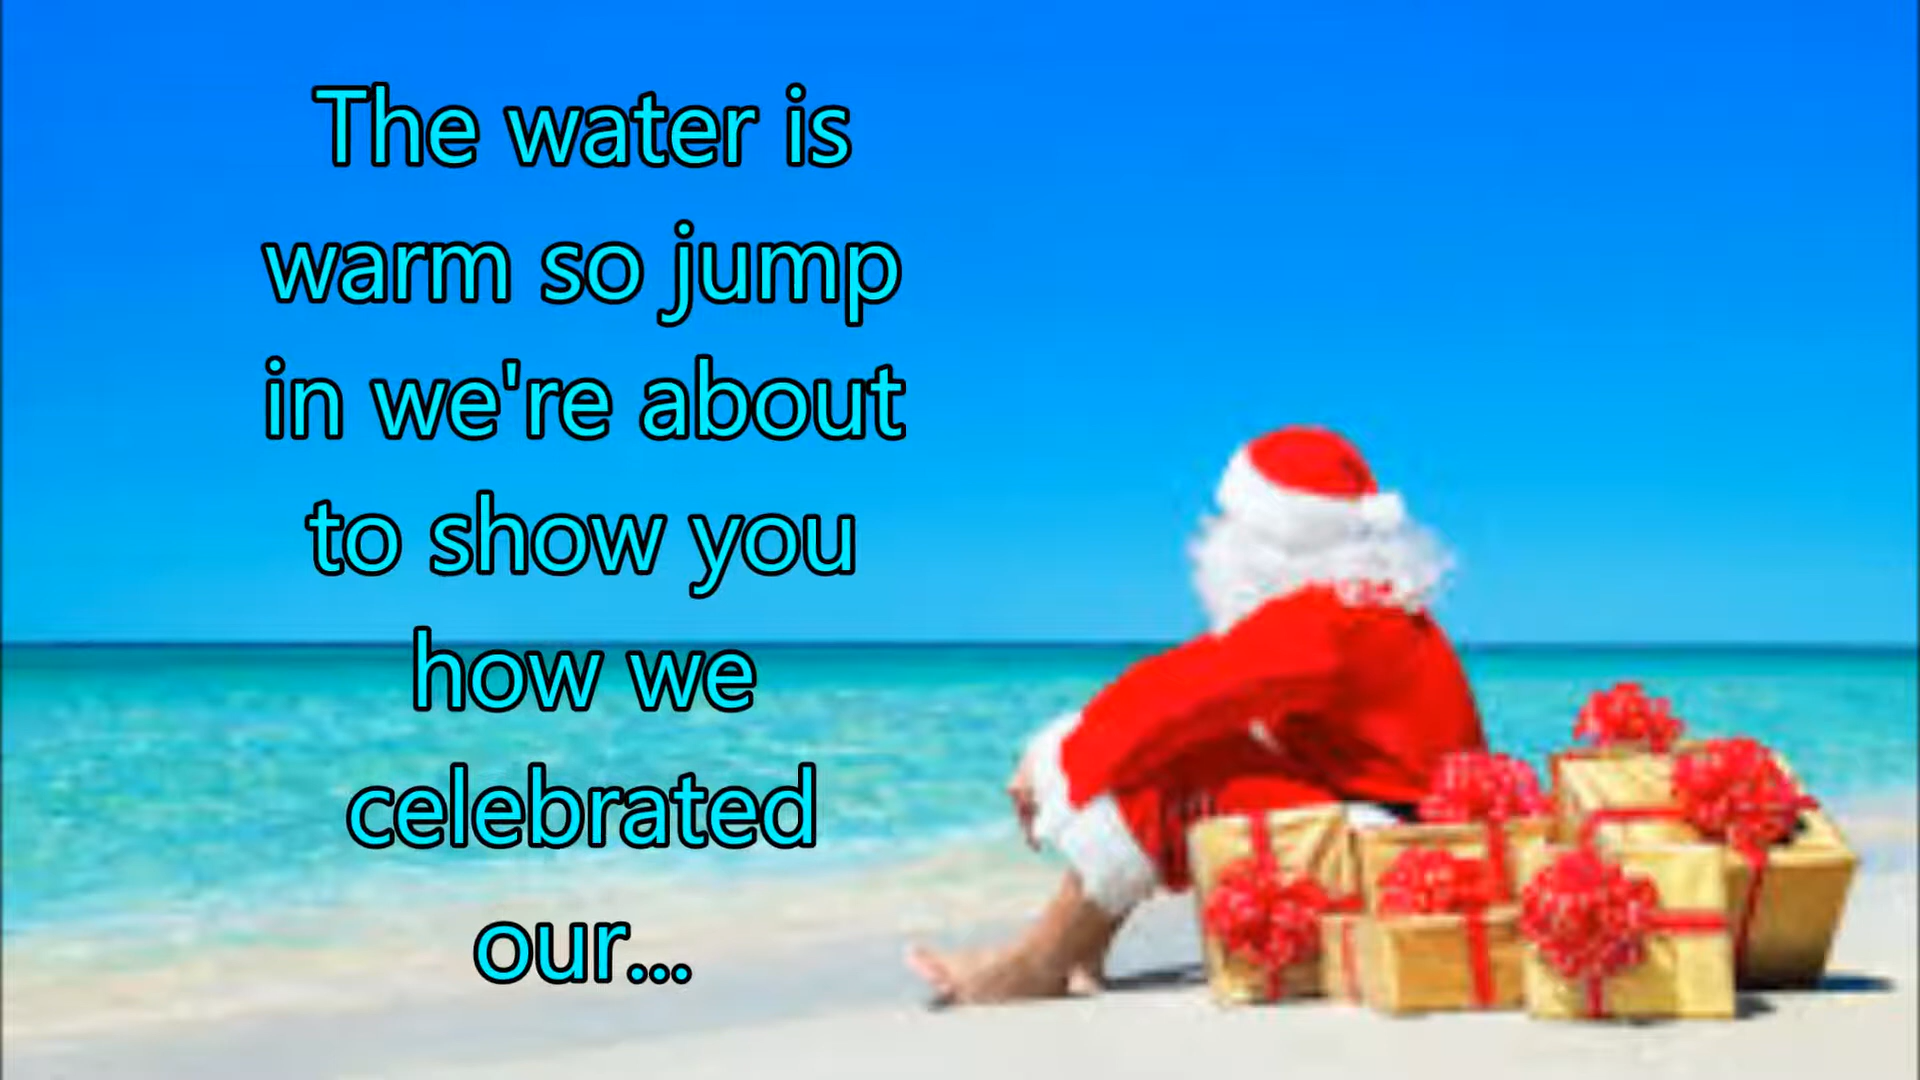 The water is
warm so jump
in we're about
to show you
how we
celebrated
our...